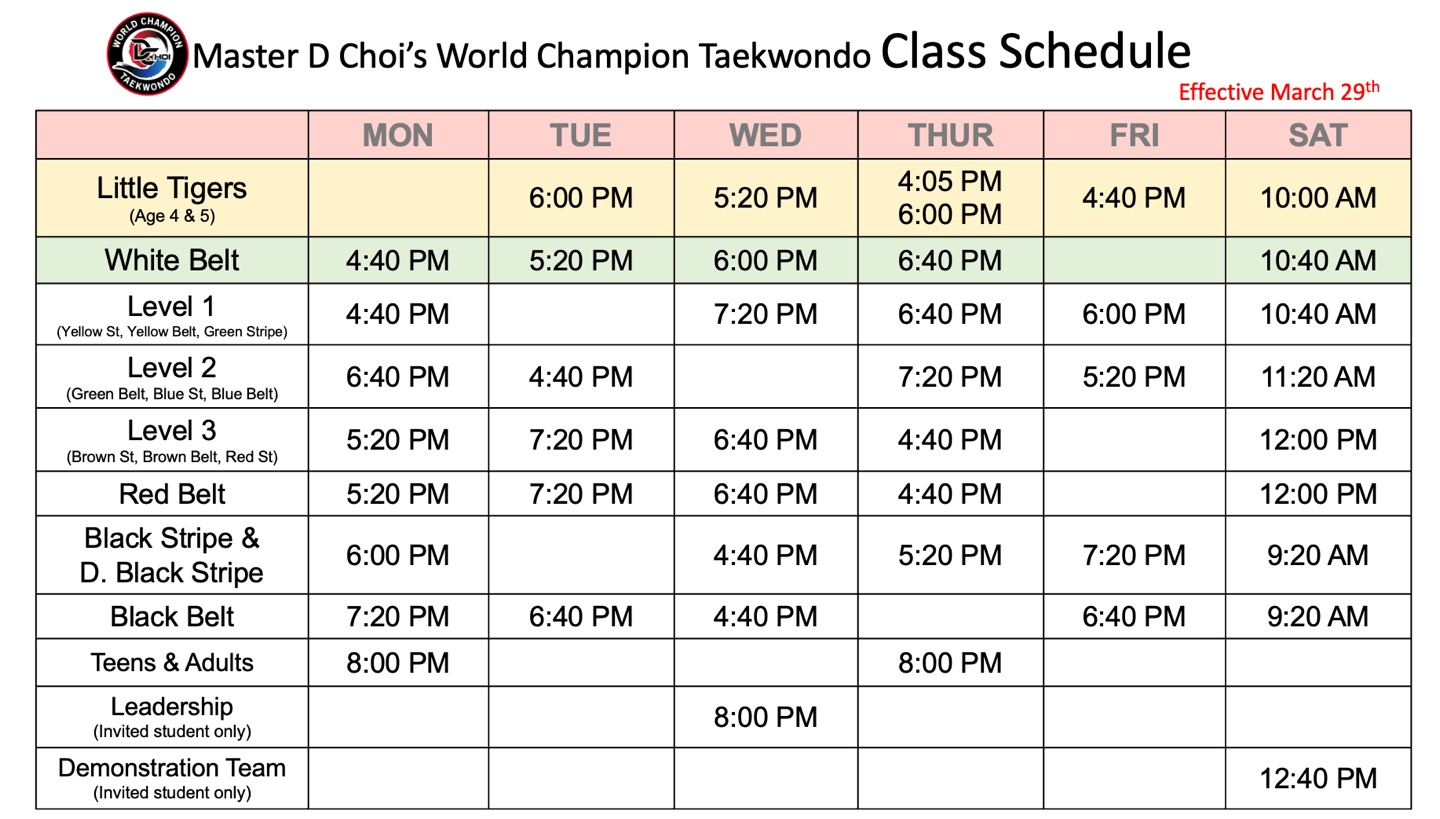 WORLD CHAMPION
D CHOI
TAEKWONDO
Master D Choi's World Champion Taekwondo Class Schedule
Effective March 29th
MON TUE WED THUR FRI SAT
Little Tigers
(Age 4 & 5)
6:00 PM 5:20 PM 4:05 PM 4:40 PM 10:00 AM
6:00 PM
White Belt 4:40 PM 5:20 PM 6:00 PM 6:40 PM 10:40 AM
Level 1
(Yellow St, Yellow Belt, Green Stripe)
4:40 PM 7:20 PM 6:40 PM 6:00 PM 10:40 AM
Level 2
(Green Belt, Blue St, Blue Belt)
6:40 PM 4:40 PM 7:20 PM 5:20 PM 11:20 AM
Level 3
(Brown St, Brown Belt, Red St)
5:20 PM 7:20 PM 6:40 PM 4:40 PM 12:00 PM
Red Belt 5:20 PM 7:20 PM 6:40 PM 4:40 PM 12:00 PM
Black Stripe &
D. Black Stripe
6:00 PM 4:40 PM 5:20 PM 7:20 PM 9:20 AM
Black Belt 7:20 PM 6:40 PM 4:40 PM 6:40 PM 9:20 AM
Teens & Adults 8:00 PM 8:00 PM
Leadership
(Invited student only)
8:00 PM
Demonstration Team
(Invited student only)
12:40 PM